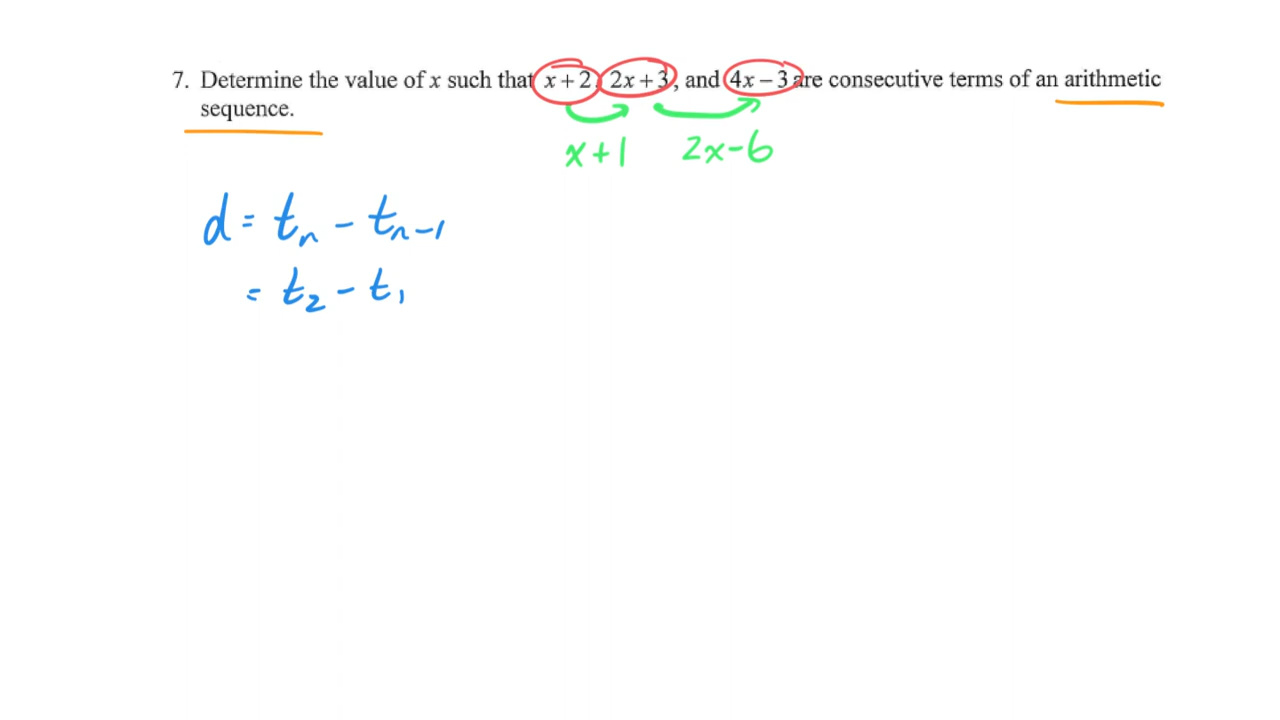 7. Determine the value of x such that x + 2, 2x + 3, and 4x – 3 are consecutive terms of an arithmetic
sequence.
x+1 2x-6
d = tₙ - tₙ₋₁
= t₂ - t₁